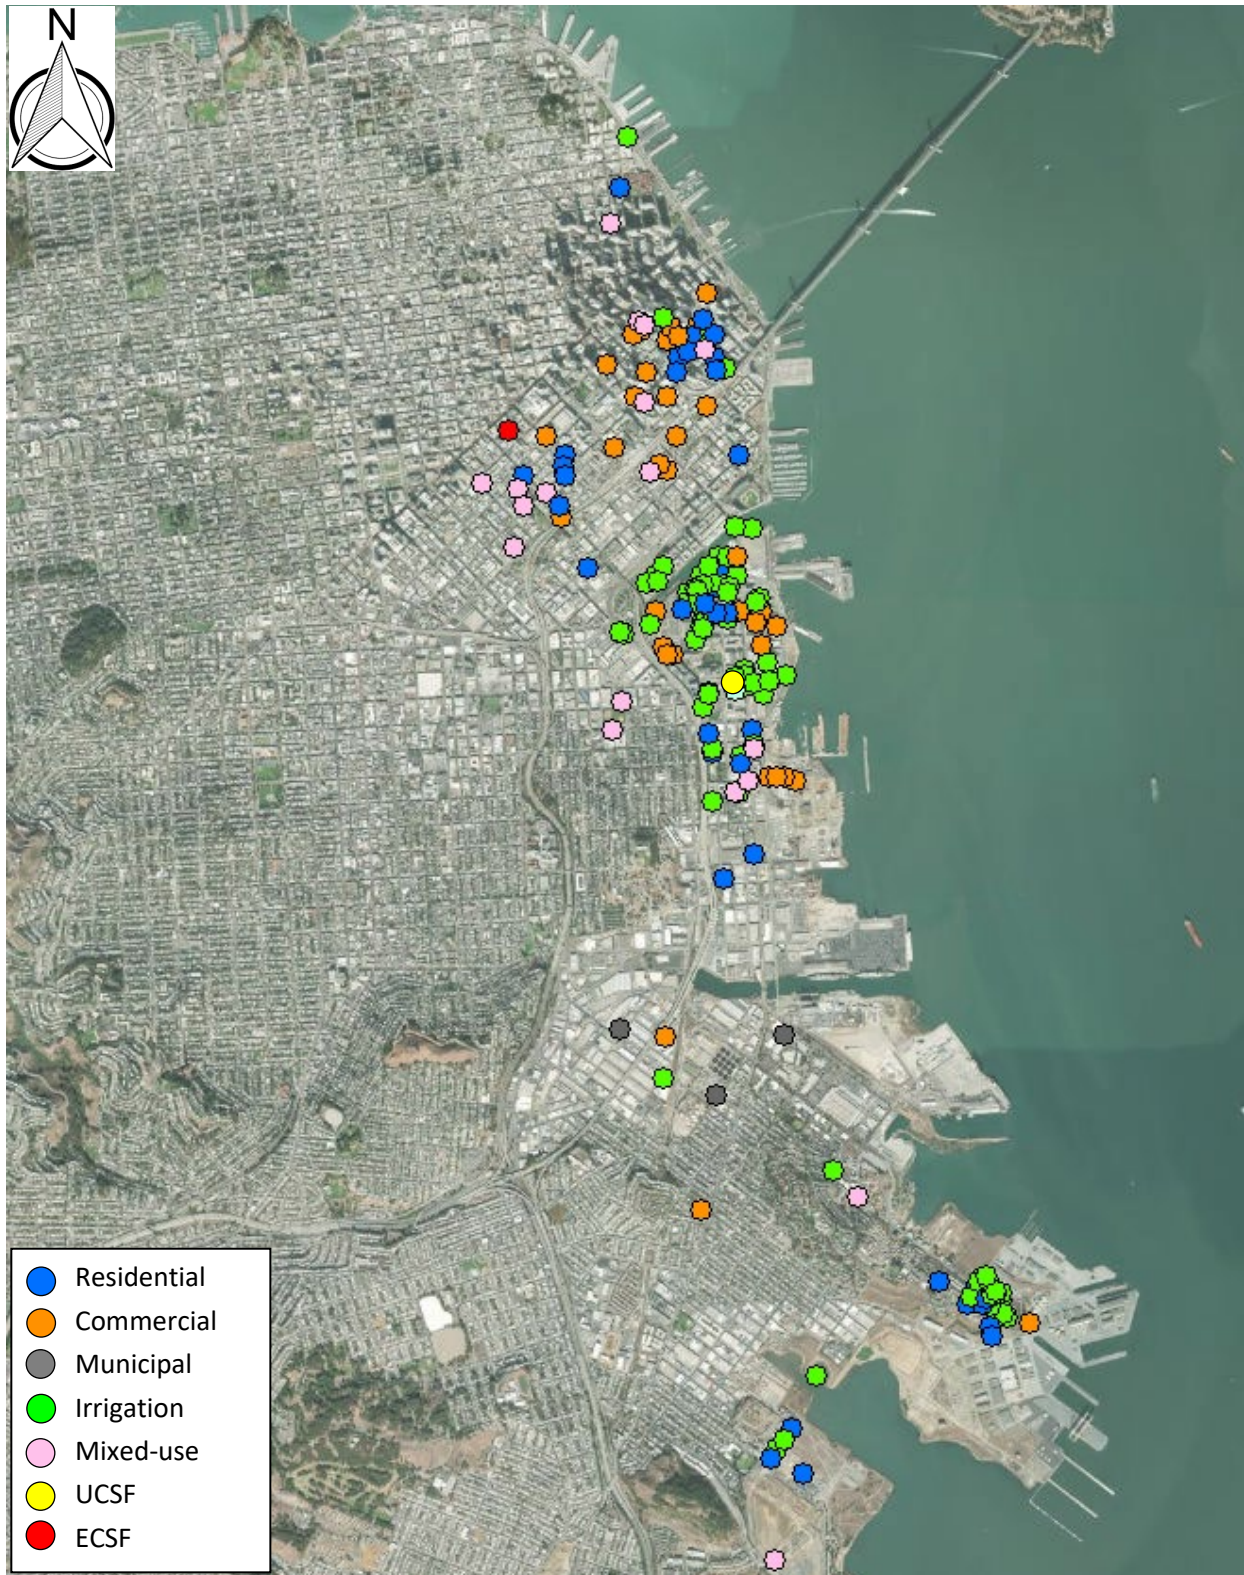 N
Residential
Commercial
Municipal
Irrigation
Mixed-use
UCSF
ECSF